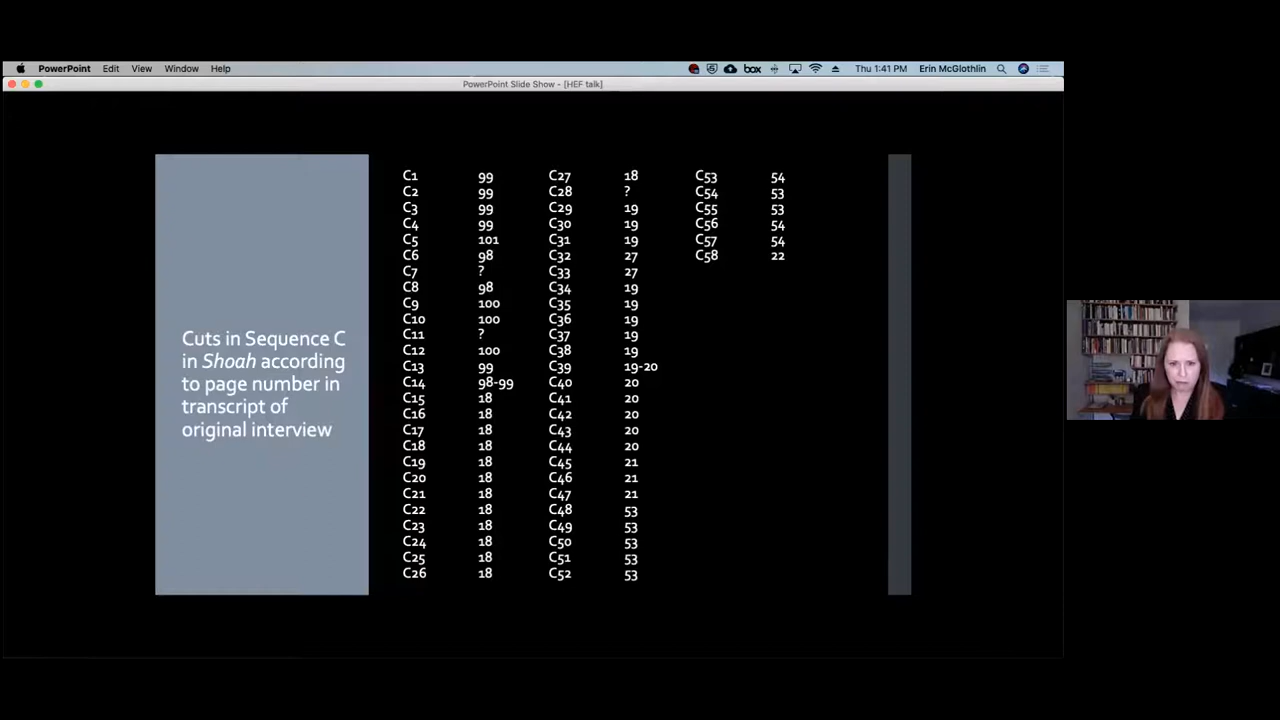 PowerPoint Edit View Window Help box Thu 1:41 PM Erin McGlothlin
PowerPoint Slide Show - [HEF talk]
Cuts in Sequence C
in Shoah according
to page number in
transcript of
original interview
C1 99 C27 18 C53 54
C2 99 C28 ? C54 53
C3 99 C29 19 C55 53
C4 99 C30 19 C56 54
C5 101 C31 19 C57 54
C6 98 C32 27 C58 22
C7 ? C33 27
C8 98 C34 19
C9 100 C35 19
C10 100 C36 19
C11 ? C37 19
C12 100 C38 19
C13 99 C39 19-20
C14 98-99 C40 20
C15 18 C41 20
C16 18 C42 20
C17 18 C43 20
C18 18 C44 20
C19 18 C45 21
C20 18 C46 21
C21 18 C47 21
C22 18 C48 53
C23 18 C49 53
C24 18 C50 53
C25 18 C51 53
C26 18 C52 53